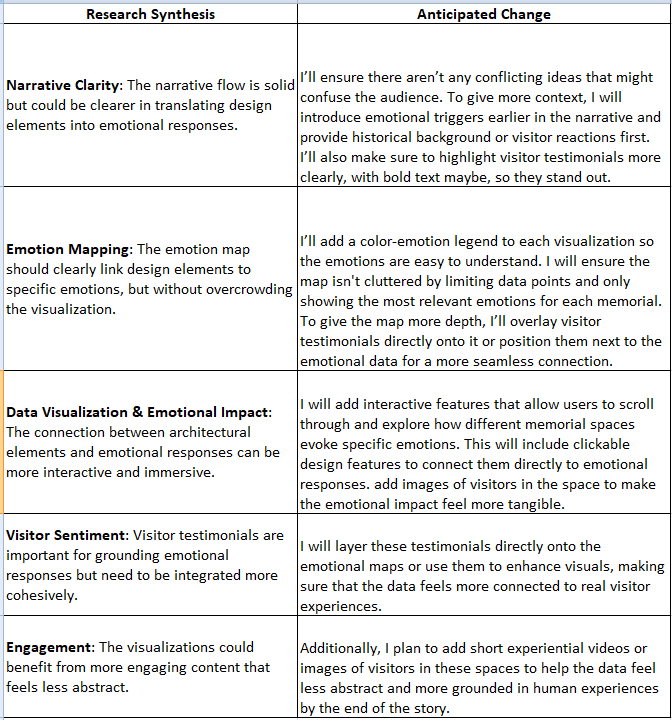 Research Synthesis
Anticipated Change
Narrative Clarity: The narrative flow is solid
but could be clearer in translating design
elements into emotional responses.
I'll ensure there aren't any conflicting ideas that might
confuse the audience. To give more context, I will
introduce emotional triggers earlier in the narrative and
provide historical background or visitor reactions first.
I'll also make sure to highlight visitor testimonials more
clearly, with bold text maybe, so they stand out.
Emotion Mapping: The emotion map
should clearly link design elements to
specific emotions, but without overcrowding
the visualization.
I'll add a color-emotion legend to each visualization so
the emotions are easy to understand. I will ensure the
map isn't cluttered by limiting data points and only
showing the most relevant emotions for each memorial.
To give the map more depth, I'll overlay visitor
testimonials directly onto it or position them next to the
emotional data for a more seamless connection.
Data Visualization & Emotional Impact:
The connection between architectural
elements and emotional responses can be
more interactive and immersive.
I will add interactive features that allow users to scroll
through and explore how different memorial spaces
evoke specific emotions. This will include clickable
design features to connect them directly to emotional
responses. add images of visitors in the space to make
the emotional impact feel more tangible.
Visitor Sentiment: Visitor testimonials are
important for grounding emotional
responses but need to be integrated more
cohesively.
I will layer these testimonials directly onto the
emotional maps or use them to enhance visuals, making
sure that the data feels more connected to real visitor
experiences.
Engagement: The visualizations could
benefit from more engaging content that
feels less abstract.
Additionally, I plan to add short experiential videos or
images of visitors in these spaces to help the data feel
less abstract and more grounded in human experiences
by the end of the story.